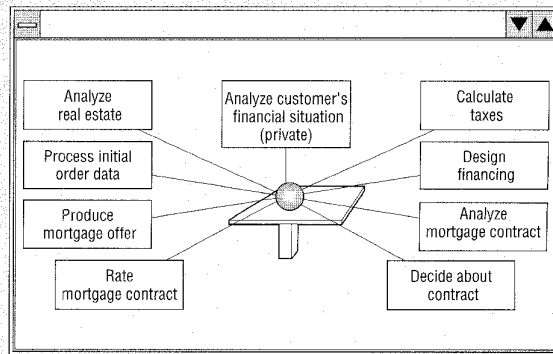 Analyze
real estate
Analyze customer's
financial situation
(private)
Calculate
taxes
Process initial
order data
Design
financing
Produce
mortgage offer
Analyze
mortgage contract
Rate
mortgage contract
Decide about
contract